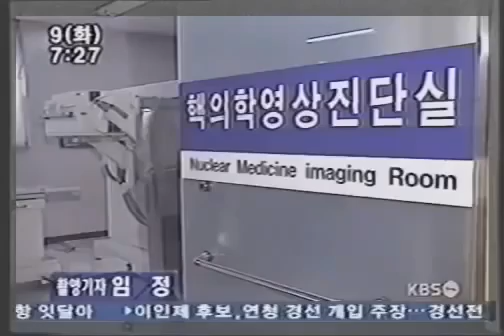 9(화)
7:27
핵의학영상진단실
Nuclear Medicine imaging Room
촬영기자 임 정
KBS
향 잇달아 ▶이인제 후보, 연청 경선 개입 주장... 경선전